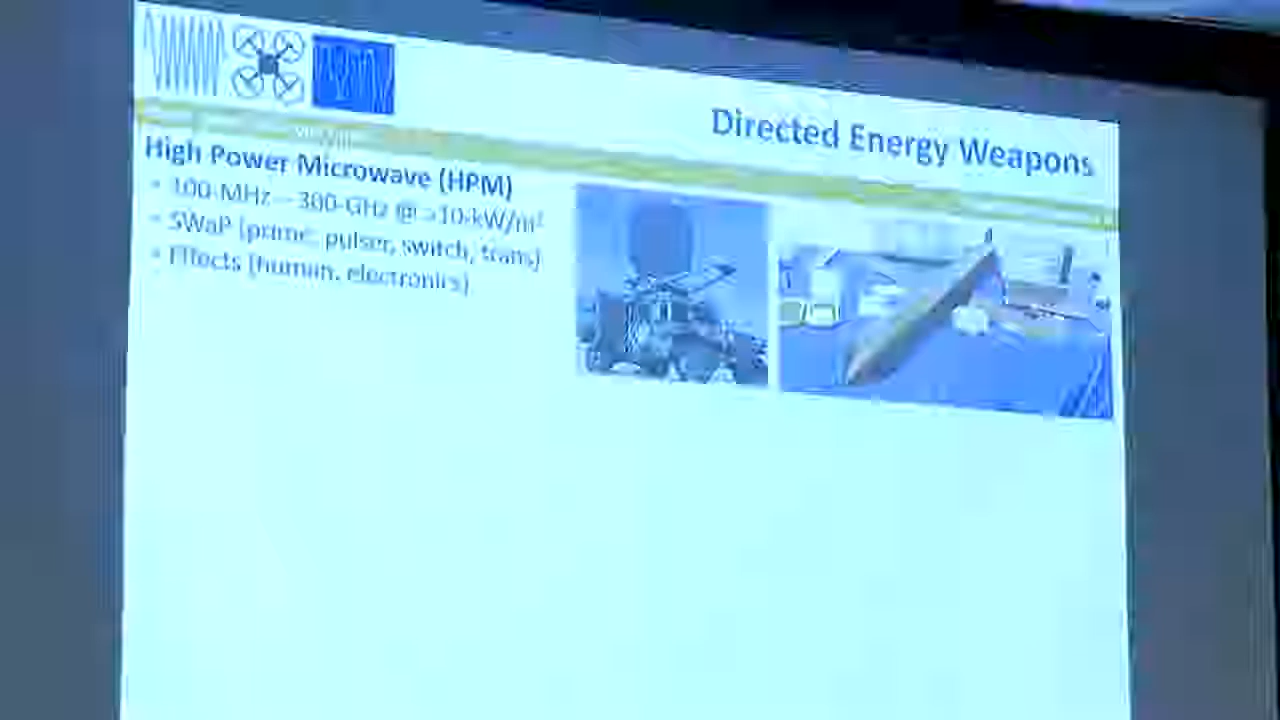 Directed Energy Weapons
High Power Microwave (HPM)
• 100-MHz – 300-GHz @ >10-kW/m²
• SWaP (prime, pulser, switch, trans)
• Effects (human, electronics)